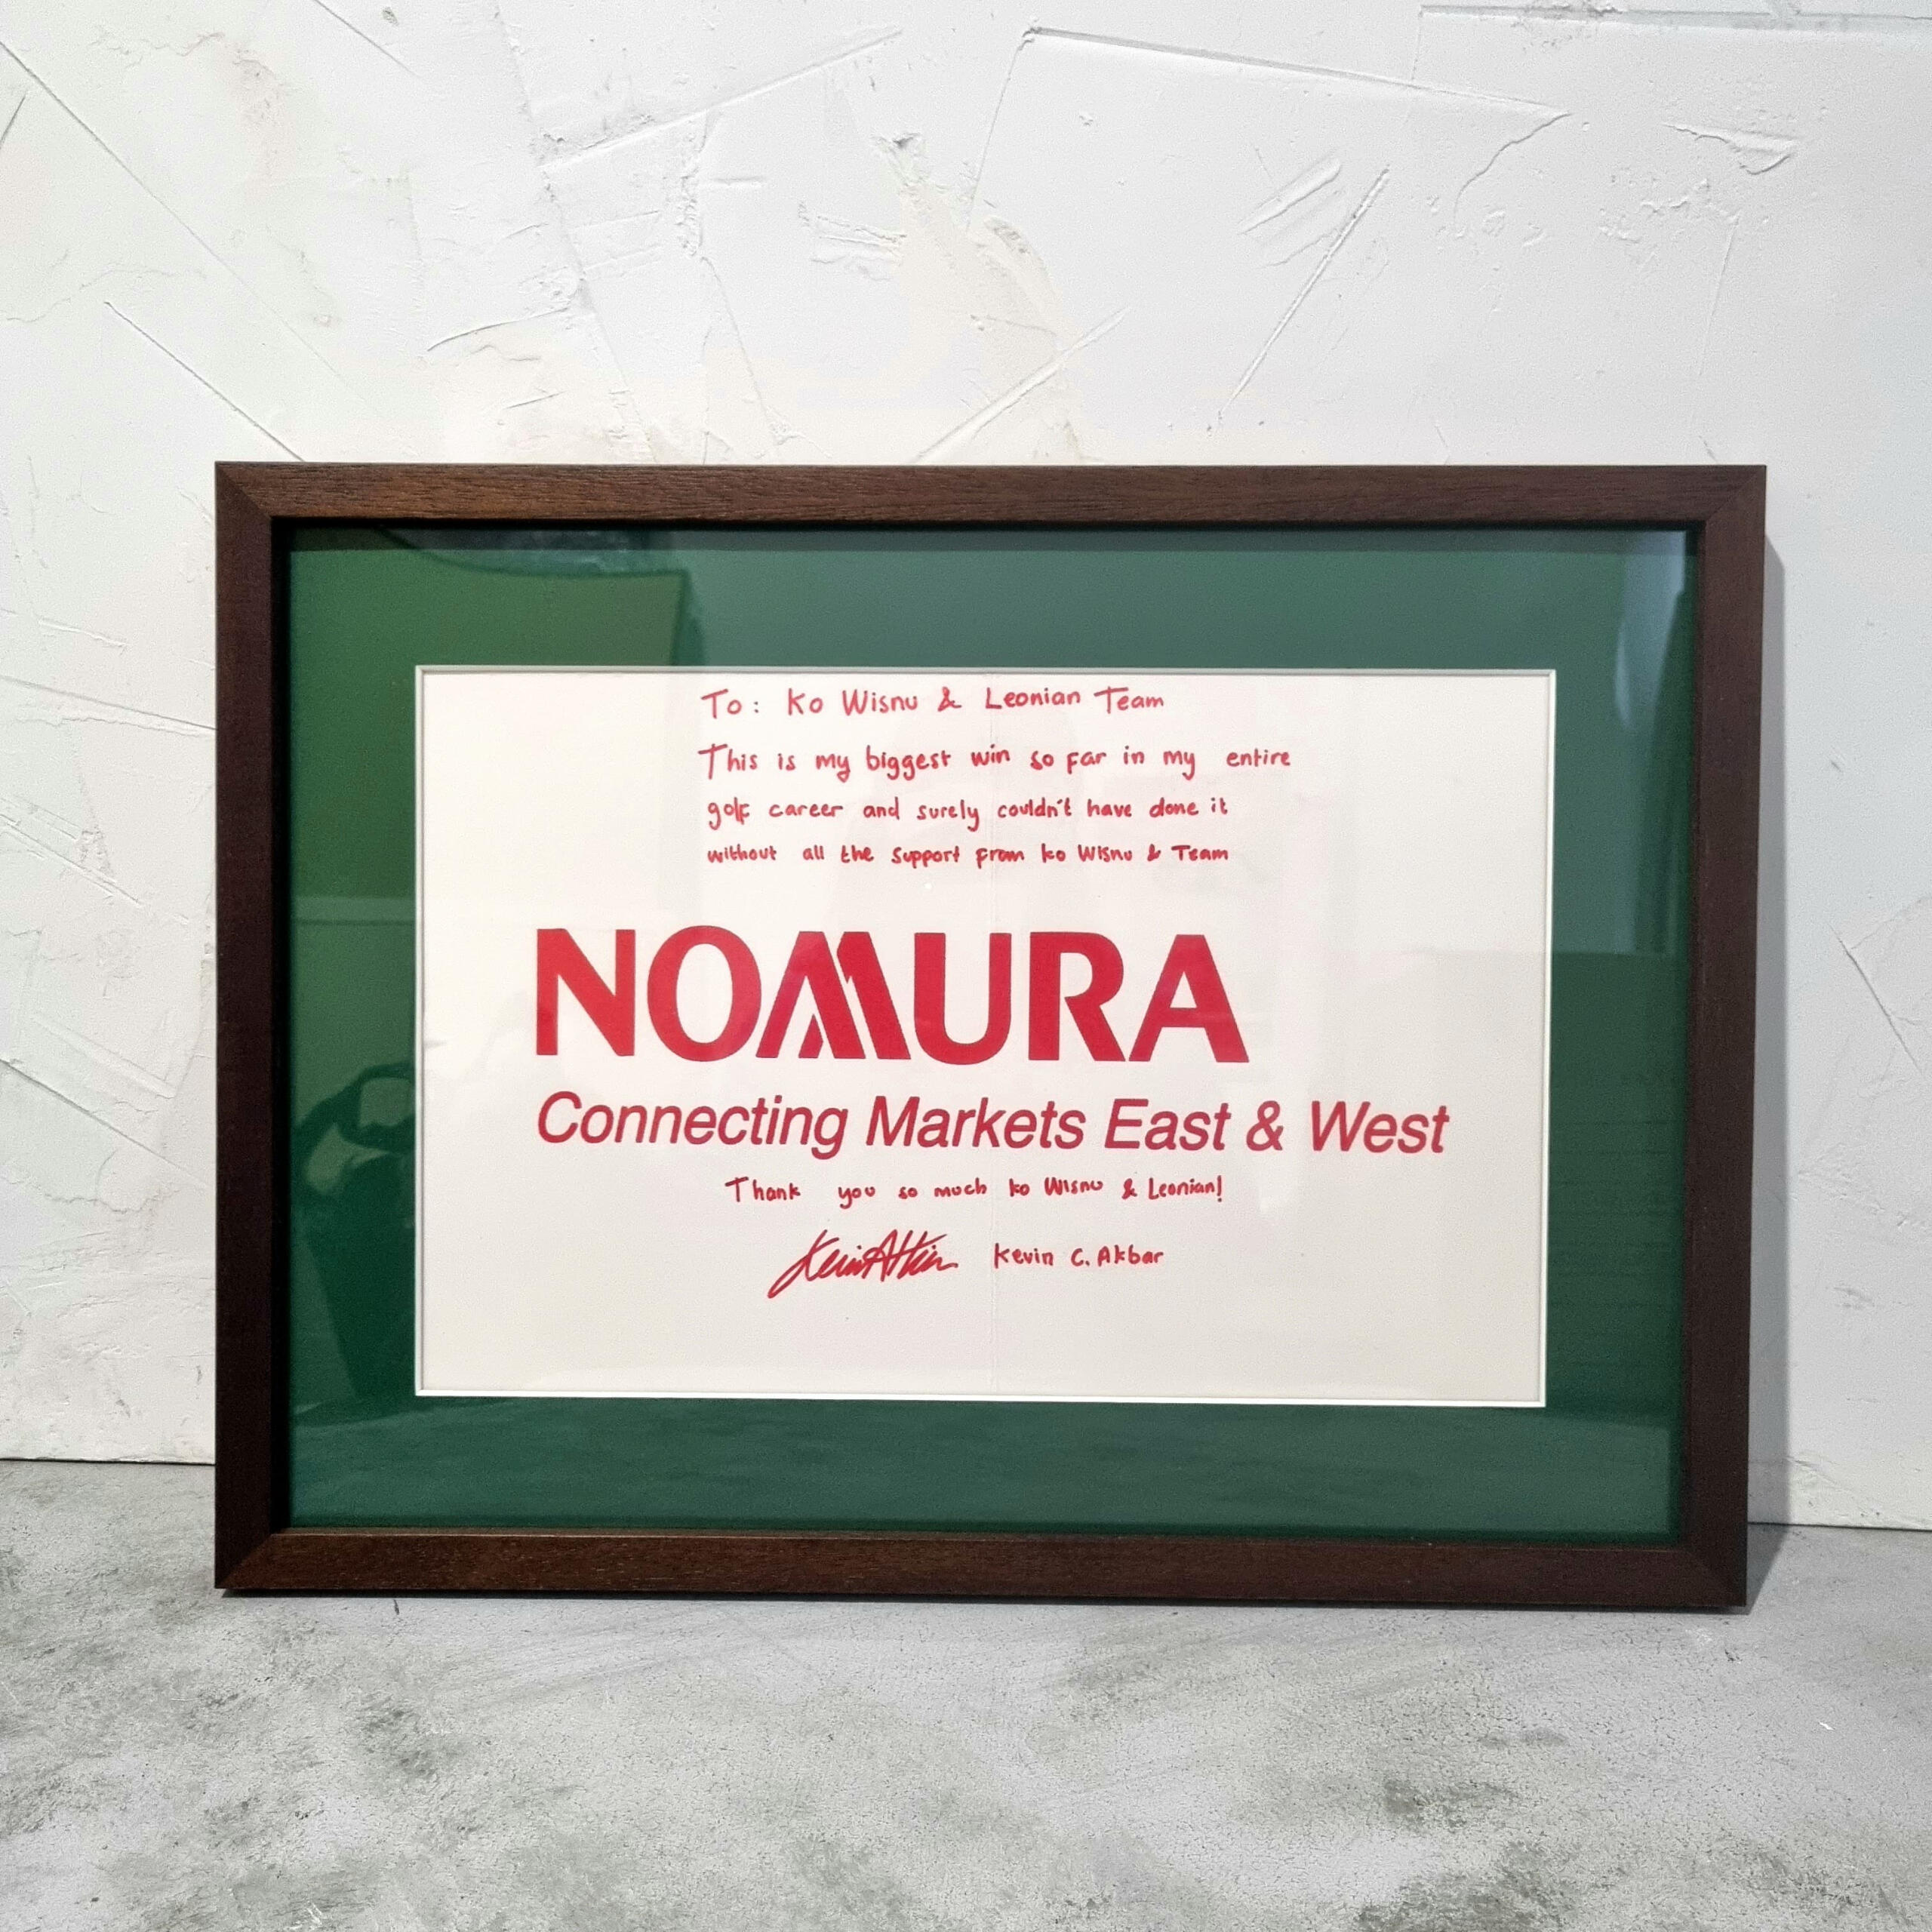 To: Ko Wisnu & Leonian Team
This is my biggest win so far in my entire
golf career and surely couldn't have done it
without all the support from ko Wisnu & Team
NOMURA
Connecting Markets East & West
Thank you so much ko Wisnu & Leonian!
Kevin C. Akbar